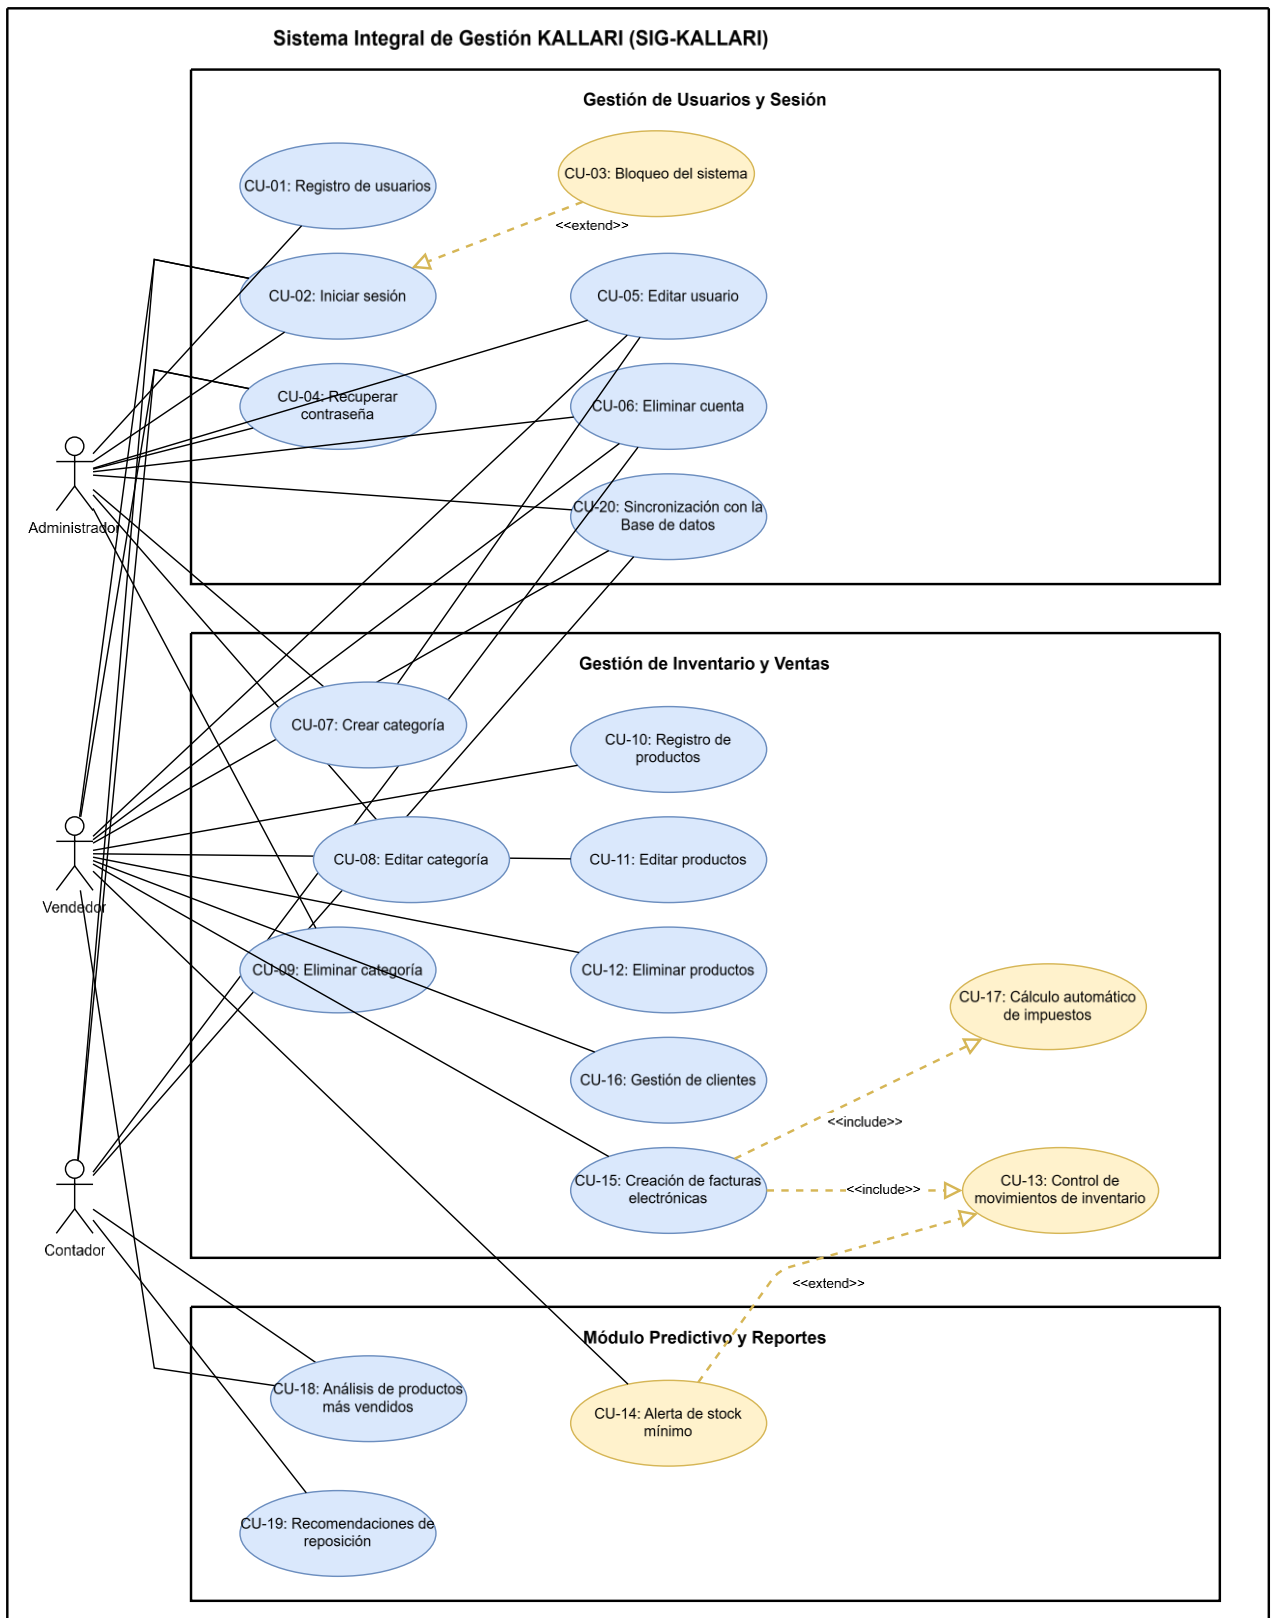 Sistema Integral de Gestión KALLARI (SIG-KALLARI)
Gestión de Usuarios y Sesión
CU-01: Registro de usuarios
CU-03: Bloqueo del sistema
<<extend>>
CU-02: Iniciar sesión
CU-05: Editar usuario
CU-04: Recuperar
contraseña
CU-06: Eliminar cuenta
CU-20: Sincronización con la
Base de datos
Administrador
Gestión de Inventario y Ventas
CU-07: Crear categoría
CU-10: Registro de
productos
CU-08: Editar categoría
CU-11: Editar productos
Vendedor
CU-09: Eliminar categoría
CU-12: Eliminar productos
CU-17: Cálculo automático
de impuestos
CU-16: Gestión de clientes
<<include>>
CU-15: Creación de facturas
electrónicas
<<include>>
CU-13: Control de
movimientos de inventario
Contador
<<extend>>
Módulo Predictivo y Reportes
CU-18: Análisis de productos
más vendidos
CU-14: Alerta de stock
mínimo
CU-19: Recomendaciones de
reposición